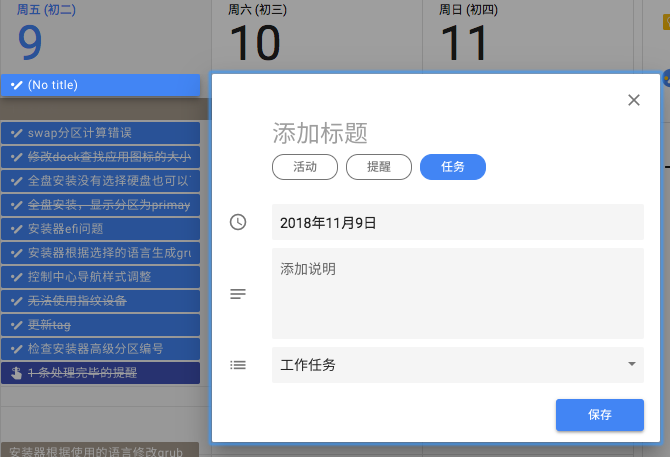 周五 (初二)
周六 (初三)
周日 (初四)
9
10
11
(No title)
swap分区计算错误
修改dock查找应用图标的大小
全盘安装没有选择硬盘也可以
全盘安装，显示分区为primay
安装器efi问题
安装器根据选择的语言生成gru
控制中心导航样式调整
无法使用指纹设备
更新tag
检查安装器高级分区编号
1 条处理完毕的提醒
安装器根据使用的语言修改grub
添加标题
活动
提醒
任务
2018年11月9日
添加说明
工作任务
保存